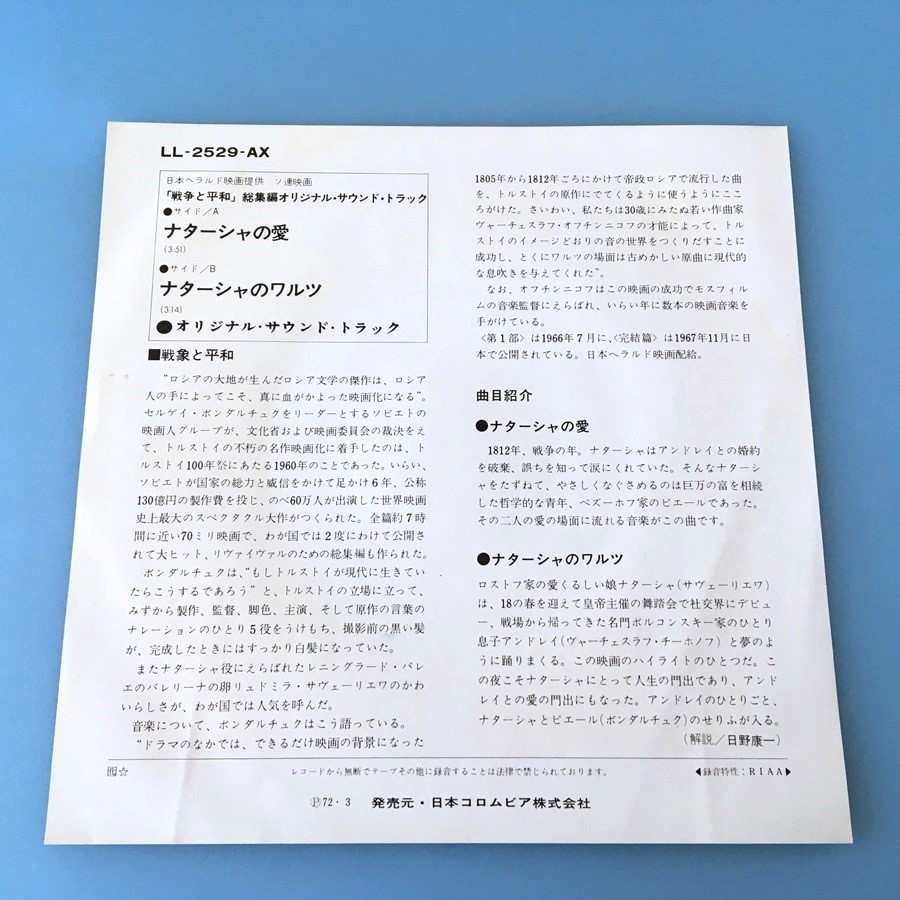 LL-2529-AX
日本ヘラルド映画提供　ソ連映画
「戦争と平和」総集編オリジナル・サウンド・トラック
●サイド／A
ナターシャの愛
(3:51)
●サイド／B
ナターシャのワルツ
(3:14)
●オリジナル・サウンド・トラック
■戦象と平和
“ロシアの大地が生んだロシア文学の傑作は、ロシア
人の手によってこそ、真に血がかよった映画化になる”。
セルゲイ・ボンダルチュクをリーダーとするソビエトの
映画人グループが、文化省および映画委員会の裁決をえ
て、トルストイの不朽の名作映画化に着手したのは、ト
ルストイ100年祭にあたる1960年のことであった。いらい、
ソビエトが国家の総力と威信をかけて足かけ6年、公称
130億円の製作費を投じ、のべ60万人が出演した世界映画
史上最大のスペクタクル大作がつくられた。全篇約7時
間に近い70ミリ映画で、わが国では2度にわけて公開さ
れて大ヒット、リヴァイヴァルのための総集編も作られた。
ボンダルチュクは、“もしトルストイが現代に生きてい
たらこうするであろう”と、トルストイの立場に立って、
みずから製作、監督、脚色、主演、そして原作の言葉の
ナレーションのひとり5役をうけもち、撮影前の黒い髪
が、完成したときにはすっかり白髪になっていた。
またナターシャ役にえらばれたレニングラード・バレ
エのバレリーナの卵リュドミラ・サヴェーリエワのかわ
いらしさが、わが国では人気を呼んだ。
音楽について、ボンダルチュクはこう語っている。
“ドラマのなかでは、できるだけ映画の背景になった
1805年から1812年ごろにかけて帝政ロシアで流行した曲
を、トルストイの原作にでてくるように使うようにここ
ろがけた。さいわい、私たちは30歳にみたぬ若い作曲家
ヴャーチェスラフ・オフチンニコフの才能によって、トル
ストイのイメージどおりの音の世界をつくりだすことに
成功し、とくにワルツの場面は古めかしい原曲に現代的
な息吹きを与えてくれた”。
なお、オフチンニコフはこの映画の成功でモスフィル
ムの音楽監督にえらばれ、いらい年に数本の映画音楽を
手がけている。
〈第1部〉は1966年7月に、〈完結篇〉は1967年11月に日
本で公開されている。日本ヘラルド映画配給。
曲目紹介
●ナターシャの愛
1812年、戦争の年。ナターシャはアンドレイとの婚約
を破棄、誤ちを知って涙にくれていた。そんなナターシ
ャをたずねて、やさしくなぐさめるのは巨万の富を相続
した哲学的な青年、ベズーホフ家のピエールであった。
その二人の愛の場面に流れる音楽がこの曲です。
●ナターシャのワルツ
ロストフ家の愛くるしい娘ナターシャ(サヴェーリエワ)
は、18の春を迎えて皇帝主催の舞踏会で社交界にデビュ
ー、戦場から帰ってきた名門ボルコンスキー家のひとり
息子アンドレイ(ヴャーチェスラフ・チーホノフ)と夢のよ
うに踊りまくる。この映画のハイライトのひとつだ。こ
の夜こそナターシャにとって人生の門出であり、アンド
レイとの愛の門出にもなった。アンドレイのひとりごと、
ナターシャとピエール(ボンダルチュク)のせりふが入る。
(解説／日野康一)
☆
レコードから無断でテープその他に録音することは法律で禁じられております。
◀録音特性：RIAA▶
Ⓟ72・3　発売元・日本コロムビア株式会社